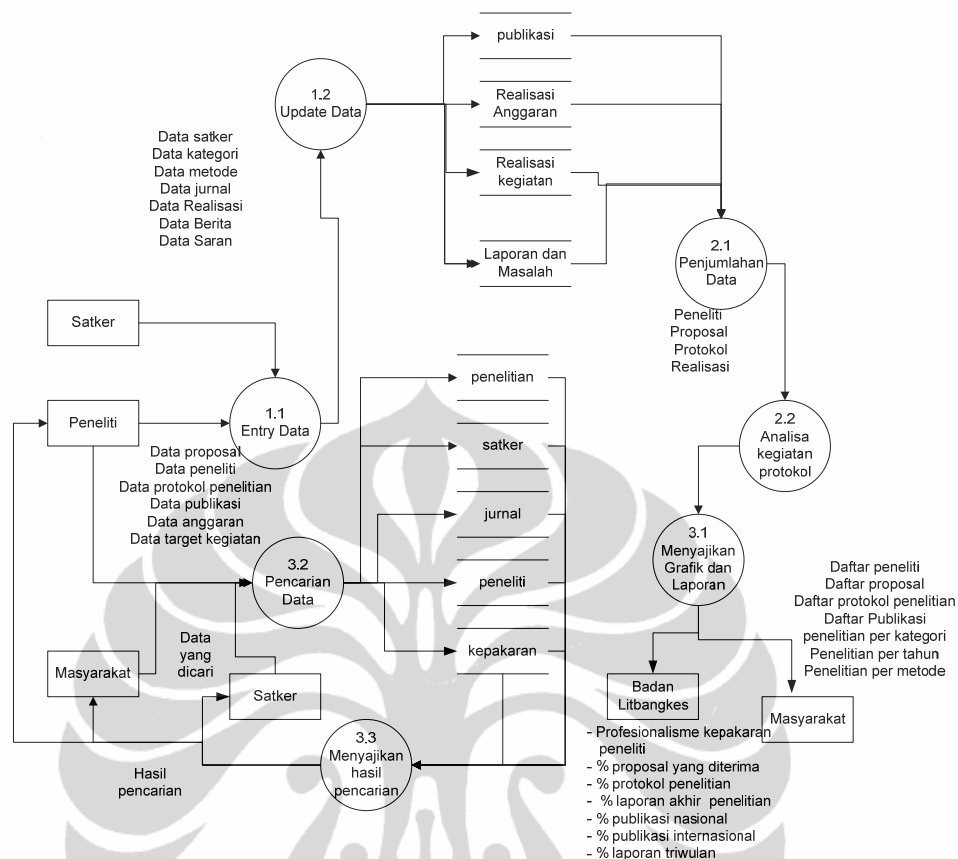 publikasi
1.2
Update Data
Realisasi
Anggaran
Data satker
Data kategori
Data metode
Data jurnal
Data Realisasi
Data Berita
Data Saran
Realisasi
kegiatan
Laporan dan
Masalah
2.1
Penjumlahan
Data
Peneliti
Proposal
Protokol
Realisasi
Satker
penelitian
Peneliti
1.1
Entry Data
2.2
Analisa
kegiatan
protokol
satker
Data proposal
Data peneliti
Data protokol penelitian
Data publikasi
Data anggaran
Data target kegiatan
jurnal
3.1
Menyajikan
Grafik dan
Laporan
3.2
Pencarian
Data
peneliti
Daftar peneliti
Daftar proposal
Daftar protokol penelitian
Daftar Publikasi
penelitian per kategori
Penelitian per tahun
Penelitian per metode
Data
yang
dicari
kepakaran
Masyarakat
Satker
Badan
Litbangkes
Masyarakat
3.3
Menyajikan
hasil
pencarian
Hasil
pencarian
- Profesionalisme kepakaran
peneliti
- % proposal yang diterima
- % protokol penelitian
- % laporan akhir penelitian
- % publikasi nasional
- % publikasi internasional
- % laporan triwulan